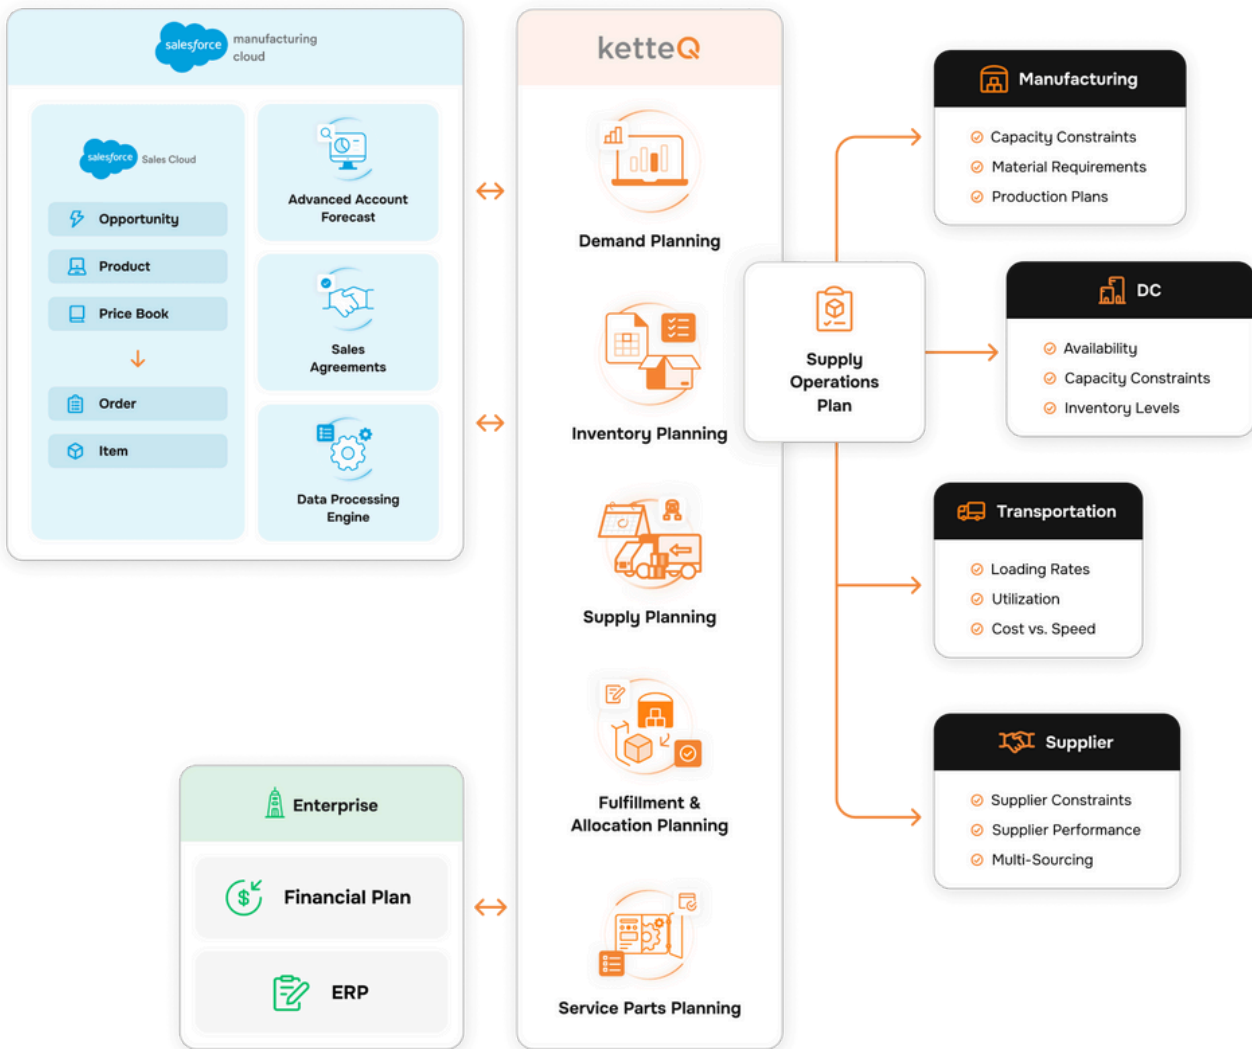 salesforce
manufacturing
cloud
salesforce
Sales Cloud
Opportunity
Product
Price Book
Order
Item
Advanced Account
Forecast
Sales
Agreements
Data Processing
Engine
Enterprise
$
Financial Plan
ERP
ketteQ
Demand Planning
Inventory Planning
Supply Planning
Fulfillment &
Allocation Planning
Service Parts Planning
Supply
Operations
Plan
Manufacturing
Capacity Constraints
Material Requirements
Production Plans
DC
Availability
Capacity Constraints
Inventory Levels
Transportation
Loading Rates
Utilization
Cost vs. Speed
Supplier
Supplier Constraints
Supplier Performance
Multi-Sourcing